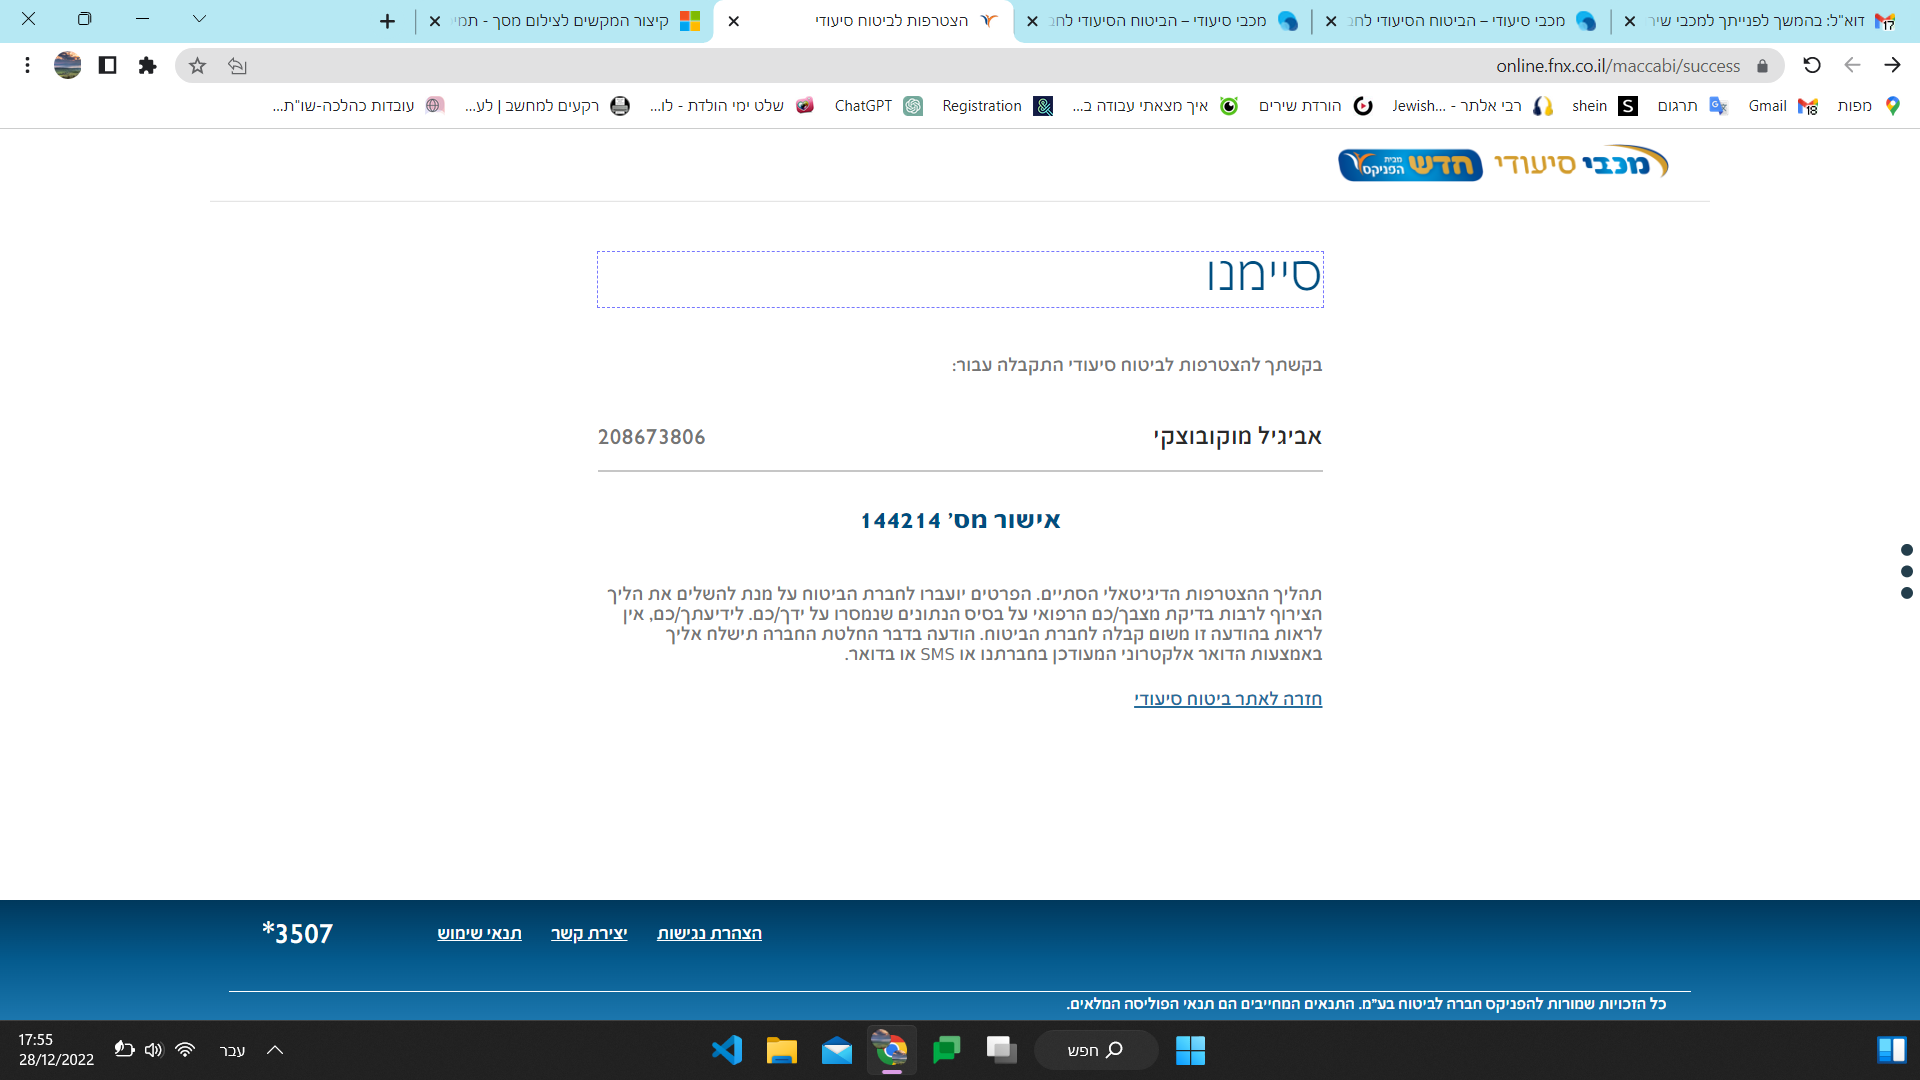 דוא"ל: בהמשך לפנייתך למכבי שיר
מכבי סיעודי – הביטוח הסיעודי לחב
מכבי סיעודי – הביטוח הסיעודי לחב
הצטרפות לביטוח סיעודי
קיצור המקשים לצילום מסך - תמי
online.fnx.co.il/maccabi/success
מפות
Gmail
תרגום
shein
רבי אלתר - ...Jewish
הורדת שירים
איך מצאתי עבודה ב...
Registration
ChatGPT
שלט ימי הולדת - לו...
רקעים למחשב | לע...
עובדות כהלכה-שו"ת...
מכבי סיעודי חדש מבית הפניקס
סיימנו
בקשתך להצטרפות לביטוח סיעודי התקבלה עבור:
אביגיל מוקובוצקי 208673806
אישור מס' 144214
תהליך ההצטרפות הדיגיטאלי הסתיים. הפרטים יועברו לחברת הביטוח על מנת להשלים את הליך
הצירוף לרבות בדיקת מצבך/כם הרפואי על בסיס הנתונים שנמסרו על ידך/כם. לידיעתך/כם, אין
לראות בהודעה זו משום קבלה לחברת הביטוח. הודעה בדבר החלטת החברה תישלח אליך
באמצעות הדואר אלקטרוני המעודכן בחברתנו או SMS או בדואר.
חזרה לאתר ביטוח סיעודי
הצהרת נגישות
יצירת קשר
תנאי שימוש
*3507
כל הזכויות שמורות להפניקס חברה לביטוח בע"מ. התנאים המחייבים הם תנאי הפוליסה המלאים.
חפש
עבר
17:55
28/12/2022